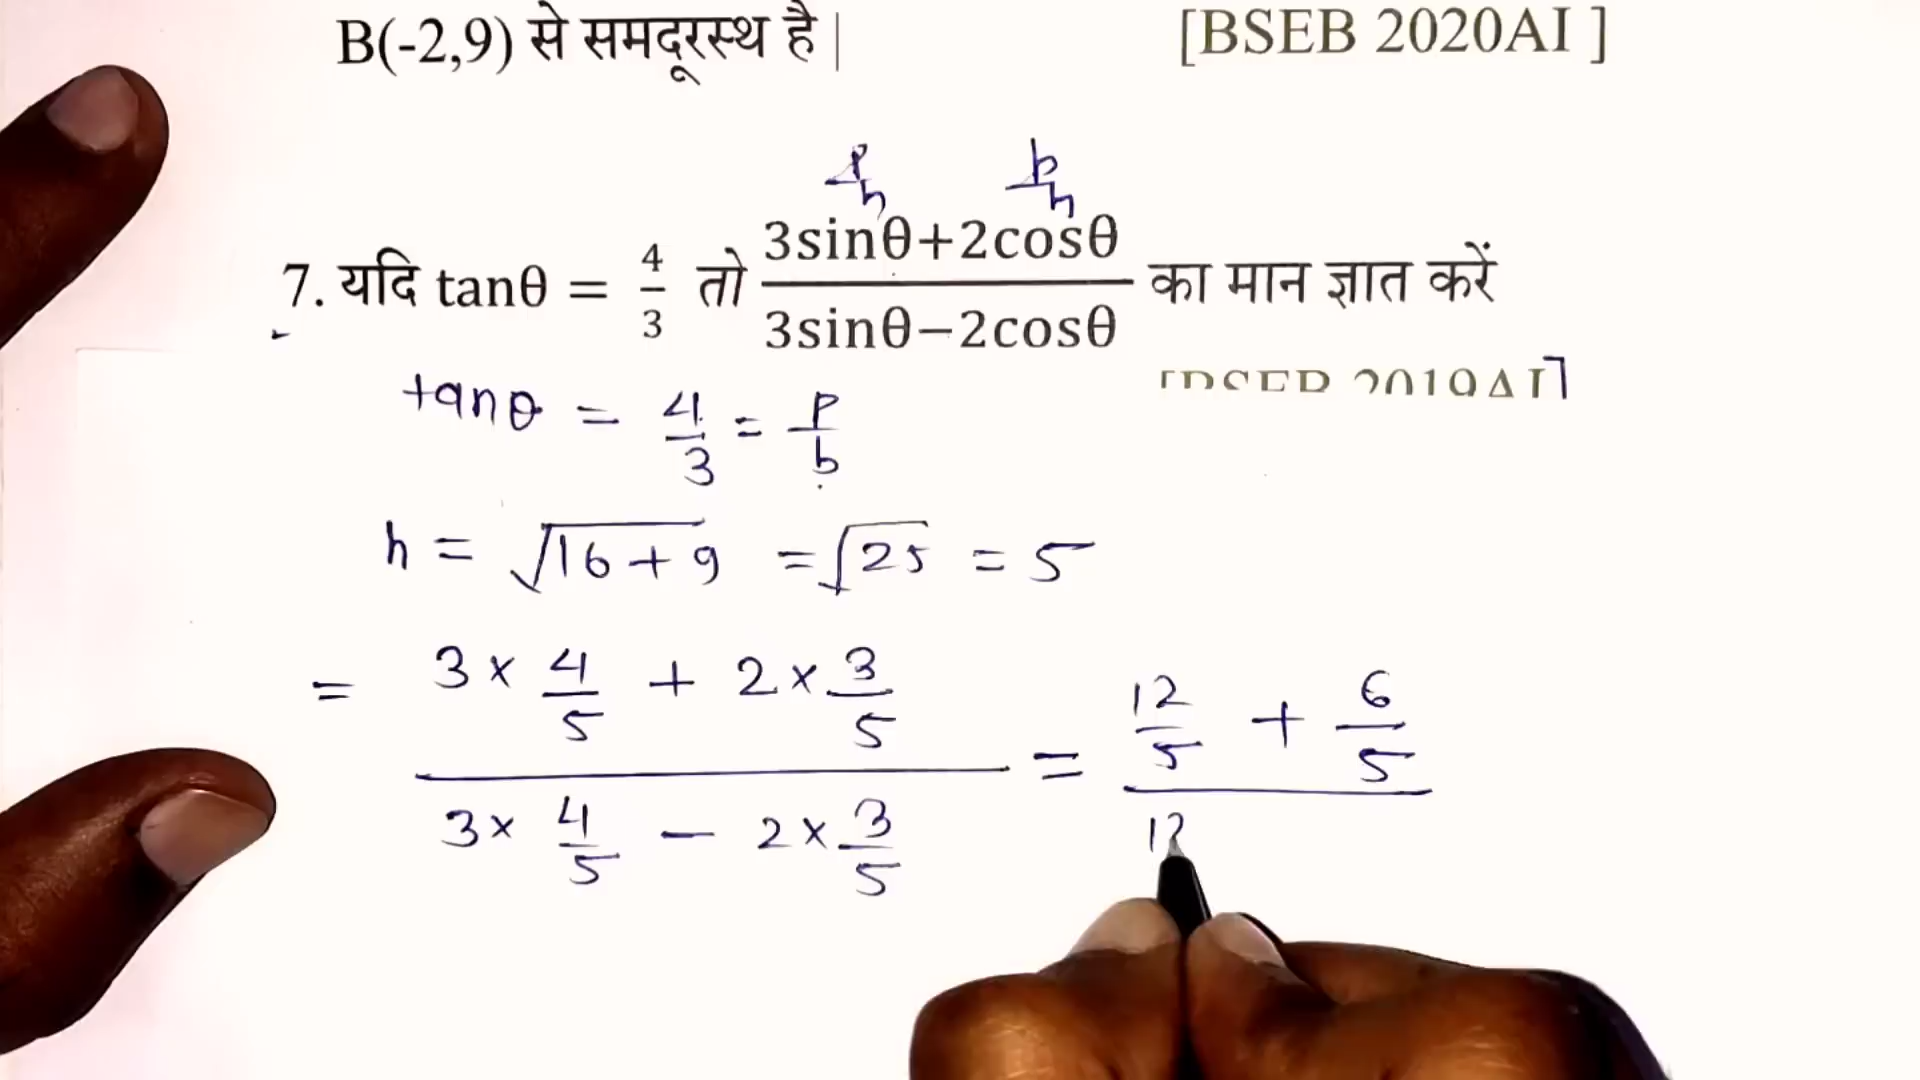 B(-2,9) से समदूरस्थ है | [BSEB 2020AI ]
p/h b/h
7. यदि tanθ = 4/3 तो (3sinθ+2cosθ)/(3sinθ−2cosθ) का मान ज्ञात करें
[BSEB 2019AI]
tanθ = 4/3 = p/b
h = √16+9 = √25 = 5
= (3 × 4/5 + 2 × 3/5)/(3 × 4/5 − 2 × 3/5) = (12/5 + 6/5)/12